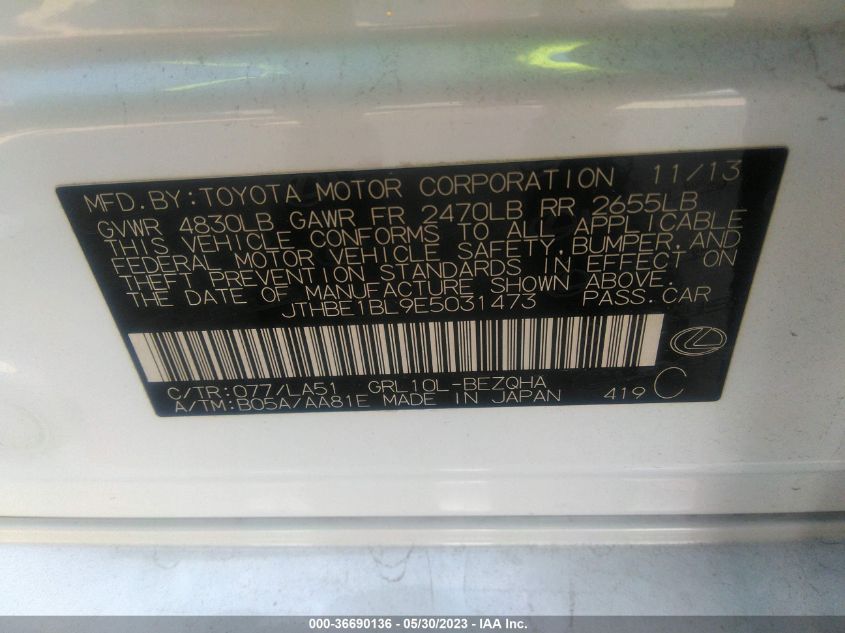 MFD. BY: TOYOTA MOTOR CORPORATION 11/13
GVWR 4830LB GAWR FR 2470LB RR 2655LB
THIS VEHICLE CONFORMS TO ALL APPLICABLE
FEDERAL MOTOR VEHICLE SAFETY, BUMPER, AND
THEFT PREVENTION STANDARDS IN EFFECT ON
THE DATE OF MANUFACTURE SHOWN ABOVE.
JTHBE1BL9E5031473 PASS. CAR
C/TR: 077/LA51 GRL10L-BEZQHA
A/TM: B05A/AA81E MADE IN JAPAN 419 C
000-36690136 - 05/30/2023 - IAA Inc.